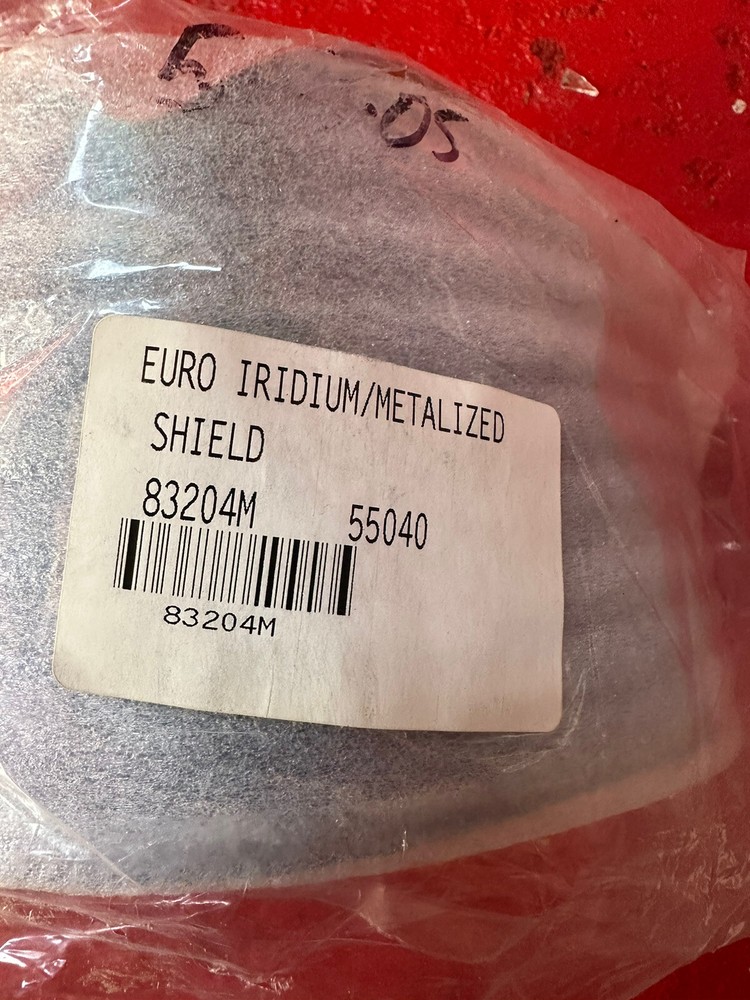 5 .05
EURO IRIDIUM/METALIZED
SHIELD
83204M 55040
83204M